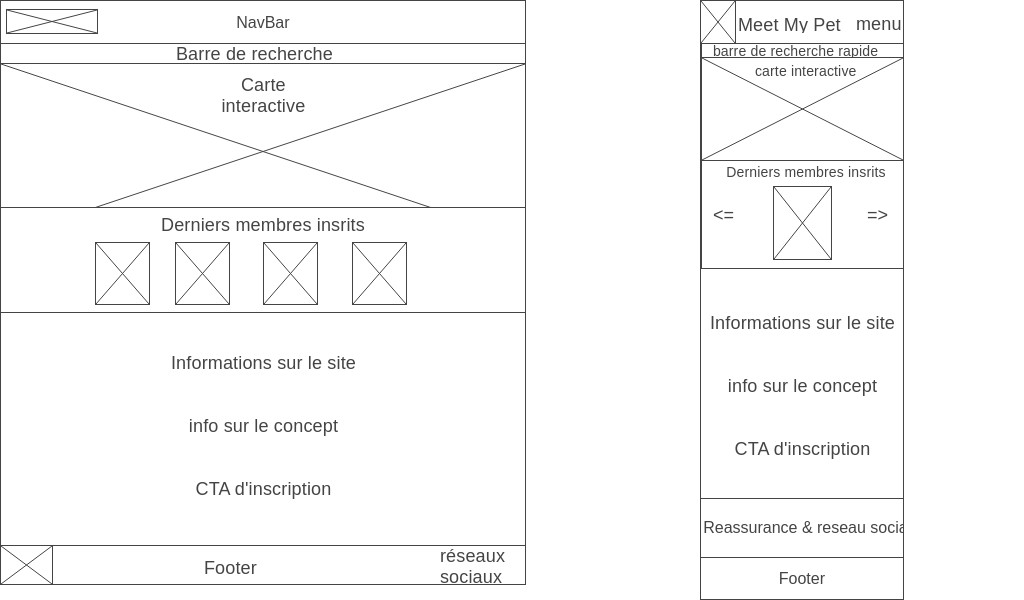 NavBar
Barre de recherche
Carte
interactive
Derniers membres insrits
Informations sur le site
info sur le concept
CTA d'inscription
Footer
réseaux
sociaux
Meet My Pet menu
barre de recherche rapide
carte interactive
Derniers membres insrits
<= =>
Informations sur le site
info sur le concept
CTA d'inscription
Reassurance & reseau socia
Footer